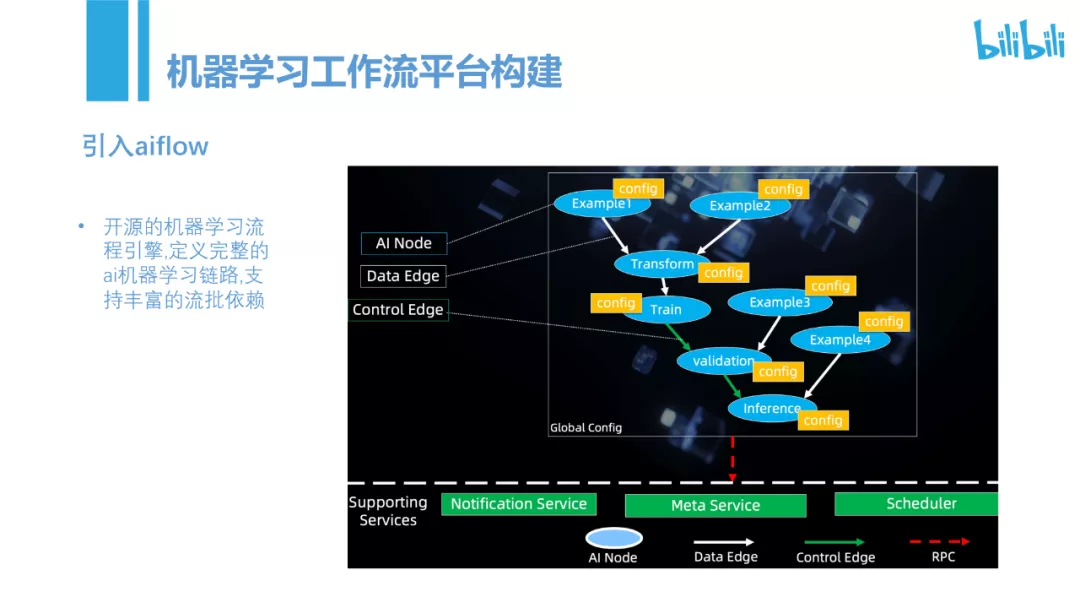 机器学习工作流平台构建
bilibili
引入aiflow
• 开源的机器学习流
程引擎,定义完整的
ai机器学习链路,支
持丰富的流批依赖
config
config
Example1
Example2
AI Node
Transform
config
Data Edge
config
config
Control Edge
Train
Example3
config
Example4
validation
config
Inference
config
Global Config
Supporting
Services
Notification Service
Meta Service
Scheduler
AI Node
Data Edge
Control Edge
RPC